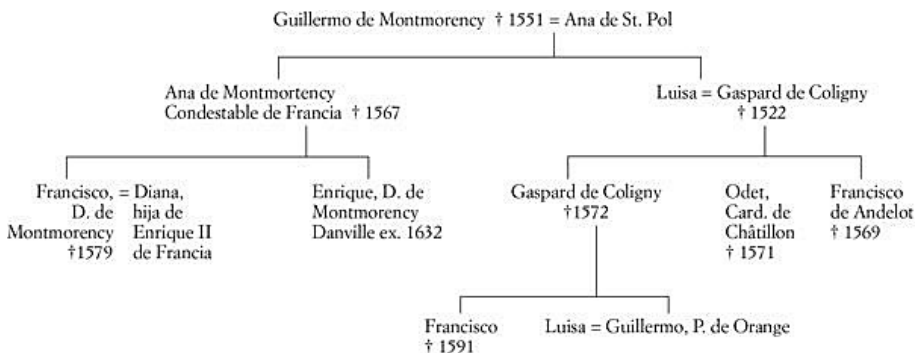 Guillermo de Montmorency † 1551 = Ana de St. Pol
Ana de Montmortency
Condestable de Francia † 1567
Luisa = Gaspard de Coligny
† 1522
Francisco, = Diana,
D. de hija de
Montmorency Enrique II
†1579 de Francia
Enrique, D. de
Montmorency
Danville ex. 1632
Gaspard de Coligny
†1572
Odet,
Card. de
Châtillon
† 1571
Francisco
de Andelot
† 1569
Francisco
† 1591
Luisa = Guillermo, P. de Orange